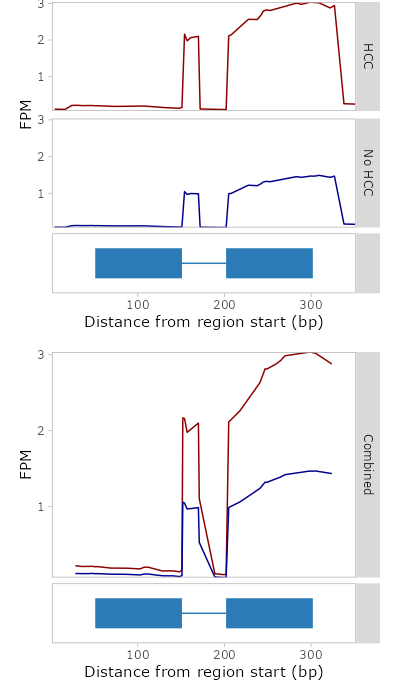 3
2
1
HCC
FPM
3
2
1
No HCC
100 200 300
Distance from region start (bp)
3
2
1
FPM
Combined
100 200 300
Distance from region start (bp)